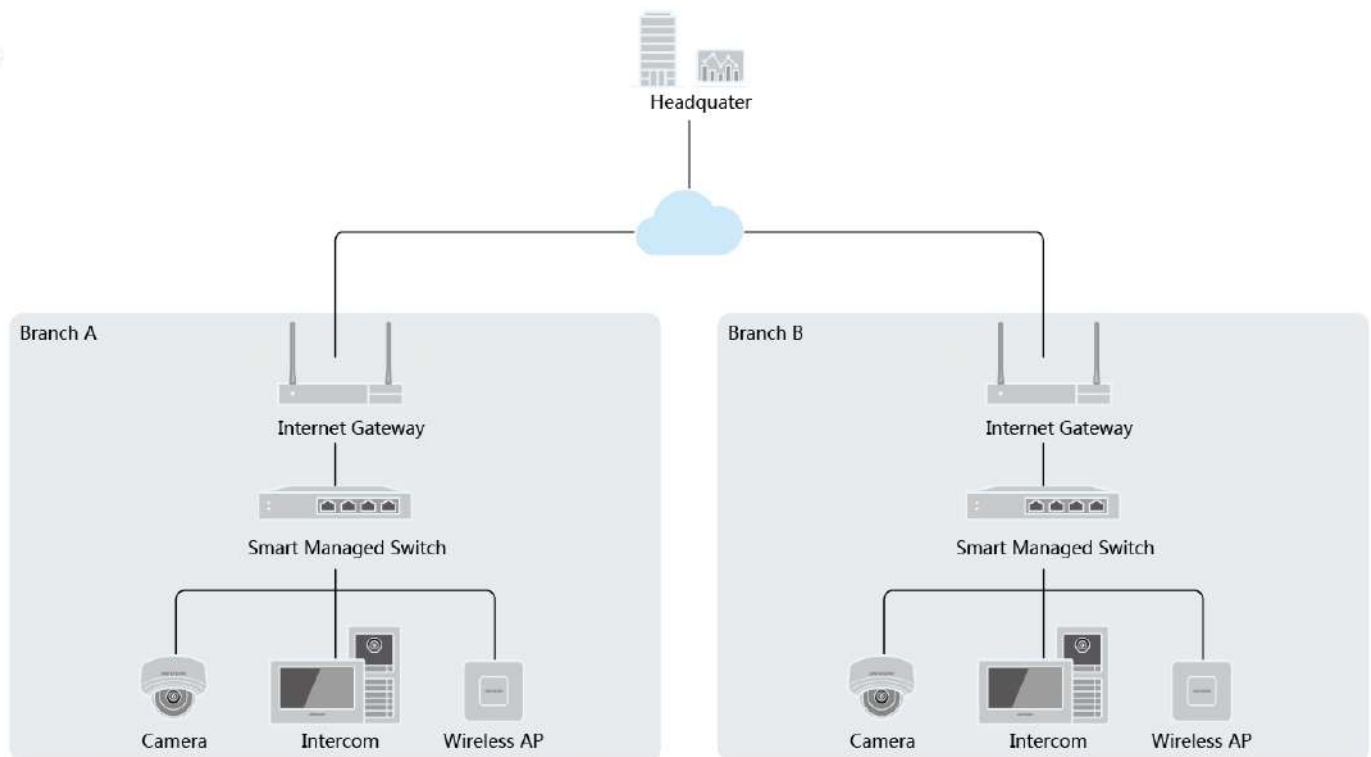 Headquater
Branch A
Branch B
Internet Gateway
Internet Gateway
Smart Managed Switch
Smart Managed Switch
Camera
Intercom
Wireless AP
Camera
Intercom
Wireless AP